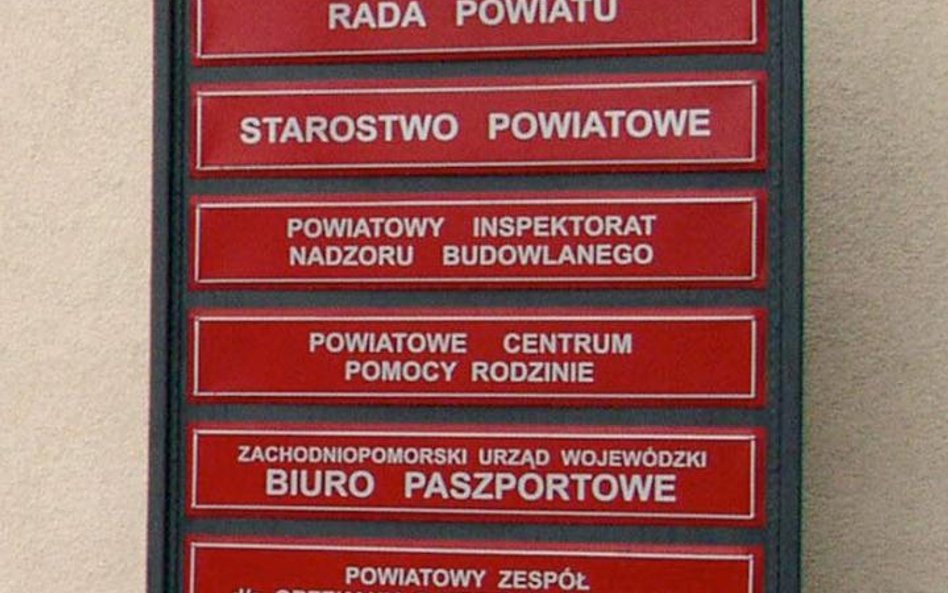 RADA POWIATU
STAROSTWO POWIATOWE
POWIATOWY INSPEKTORAT
NADZORU BUDOWLANEGO
POWIATOWE CENTRUM
POMOCY RODZINIE
ZACHODNIOPOMORSKI URZĄD WOJEWÓDZKI
BIURO PASZPORTOWE
POWIATOWY ZESPÓŁ